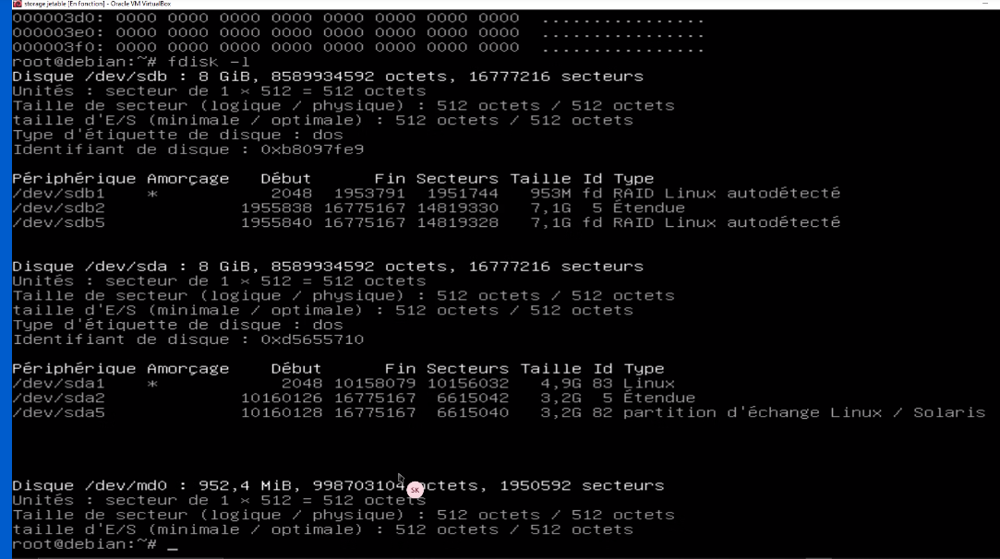 storage jetable [En fonction] - Oracle VM VirtualBox
000003d0: 0000 0000 0000 0000 0000 0000 0000 0000  ................
000003e0: 0000 0000 0000 0000 0000 0000 0000 0000  ................
000003f0: 0000 0000 0000 0000 0000 0000 0000 0000  ................
root@debian:~# fdisk -l
Disque /dev/sdb : 8 GiB, 8589934592 octets, 16777216 secteurs
Unités : secteur de 1 × 512 = 512 octets
Taille de secteur (logique / physique) : 512 octets / 512 octets
taille d'E/S (minimale / optimale) : 512 octets / 512 octets
Type d'étiquette de disque : dos
Identifiant de disque : 0xb8097fe9
Périphérique Amorçage Début Fin Secteurs Taille Id Type
/dev/sdb1 * 2048 1953791 1951744 953M fd RAID Linux autodétecté
/dev/sdb2 1955838 16775167 14819330 7,1G 5 Étendue
/dev/sdb5 1955840 16775167 14819328 7,1G fd RAID Linux autodétecté
Disque /dev/sda : 8 GiB, 8589934592 octets, 16777216 secteurs
Unités : secteur de 1 × 512 = 512 octets
Taille de secteur (logique / physique) : 512 octets / 512 octets
taille d'E/S (minimale / optimale) : 512 octets / 512 octets
Type d'étiquette de disque : dos
Identifiant de disque : 0xd5655710
Périphérique Amorçage Début Fin Secteurs Taille Id Type
/dev/sda1 * 2048 10158079 10156032 4,9G 83 Linux
/dev/sda2 10160126 16775167 6615042 3,2G 5 Étendue
/dev/sda5 10160128 16775167 6615040 3,2G 82 partition d'échange Linux / Solaris
Disque /dev/md0 : 952,4 MiB, 998703104 octets, 1950592 secteurs
SK
Unités : secteur de 1 × 512 = 512 octets
Taille de secteur (logique / physique) : 512 octets / 512 octets
taille d'E/S (minimale / optimale) : 512 octets / 512 octets
root@debian:~# _